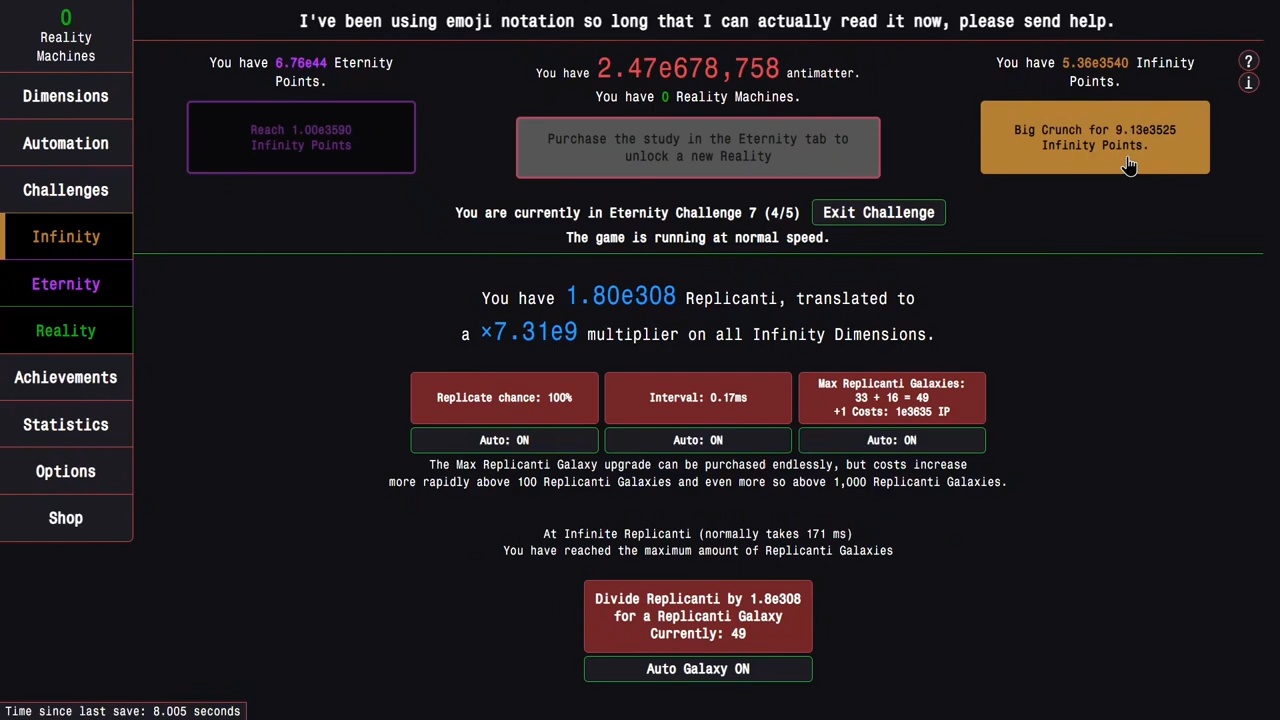 0
Reality
Machines
Dimensions
Automation
Challenges
Infinity
Eternity
Reality
Achievements
Statistics
Options
Shop
I've been using emoji notation so long that I can actually read it now, please send help.
You have 6.76e44 Eternity
Points.
Reach 1.00e3590
Infinity Points
You have 2.47e678,758 antimatter.
You have 0 Reality Machines.
Purchase the study in the Eternity tab to
unlock a new Reality
You have 5.36e3540 Infinity
Points.
Big Crunch for 9.13e3525
Infinity Points.
?
i
You are currently in Eternity Challenge 7 (4/5) Exit Challenge
The game is running at normal speed.
You have 1.80e308 Replicanti, translated to
a ×7.31e9 multiplier on all Infinity Dimensions.
Replicate chance: 100%
Auto: ON
Interval: 0.17ms
Auto: ON
Max Replicanti Galaxies:
33 + 16 = 49
+1 Costs: 1e3635 IP
Auto: ON
The Max Replicanti Galaxy upgrade can be purchased endlessly, but costs increase
more rapidly above 100 Replicanti Galaxies and even more so above 1,000 Replicanti Galaxies.
At Infinite Replicanti (normally takes 171 ms)
You have reached the maximum amount of Replicanti Galaxies
Divide Replicanti by 1.8e308
for a Replicanti Galaxy
Currently: 49
Auto Galaxy ON
Time since last save: 8.005 seconds